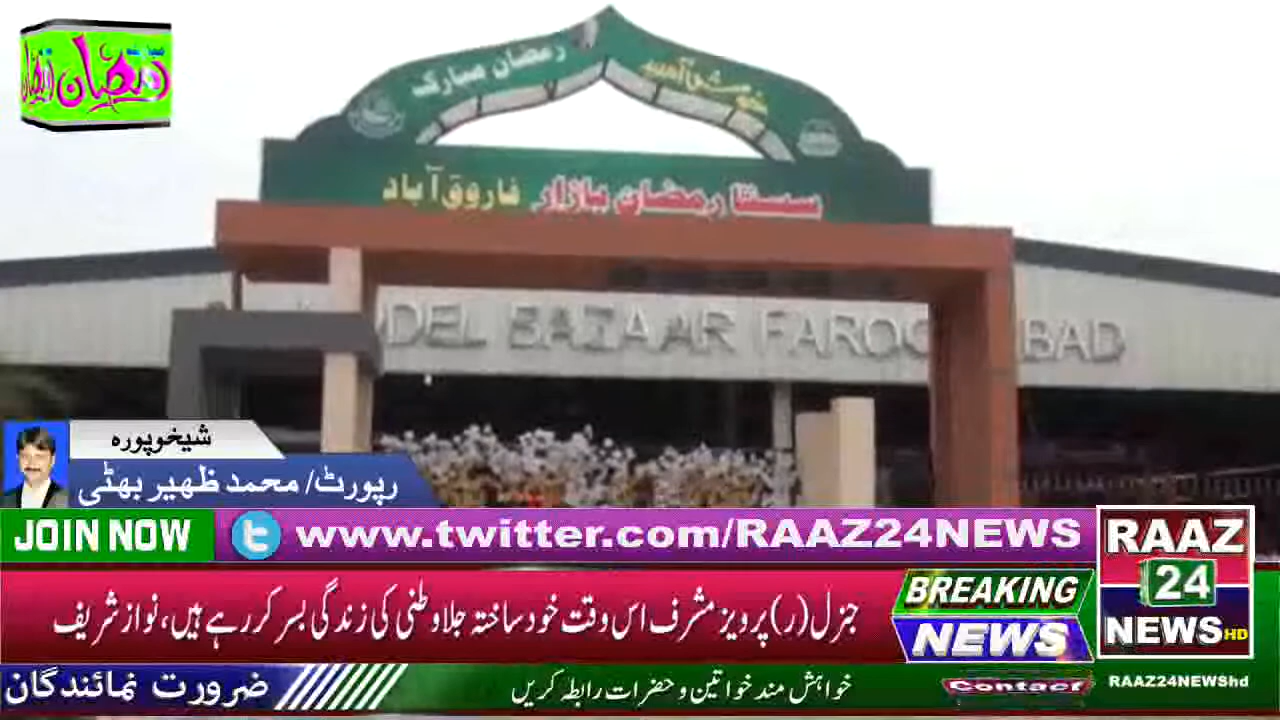 رمضان مبارک
خوش آمدید
سستا رمضان بازار فاروق آباد
DEL BAZAAR FAROO BAD
شیخوپورہ
رپورٹ/ محمد ظہیر بھٹی
JOIN NOW
www.twitter.com/RAAZ24NEWS
RAAZ
24
NEWS HD
جنرل (ر) پرویز مشرف اس وقت خود ساختہ جلاوطنی کی زندگی بسر کر رہے ہیں، نواز شریف
BREAKING
NEWS
ضرورت نمائندگان
خواہش مند خواتین و حضرات رابطہ کریں
Contact
RAAZ24NEWShd